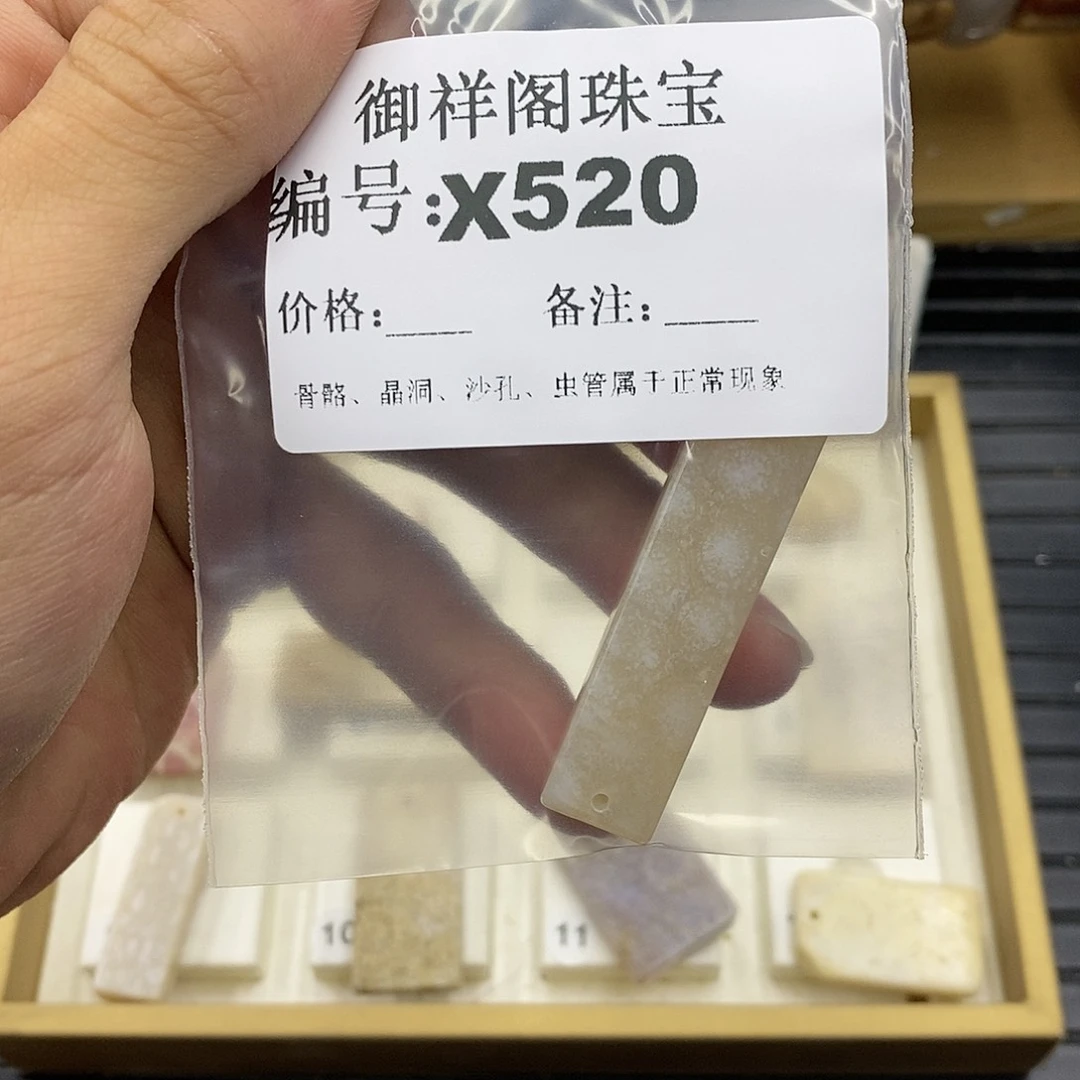 御祥阁珠宝
编号:X520
价格:____ 备注:____
骨骼、晶洞、沙孔、虫管属于正常现象
10
11